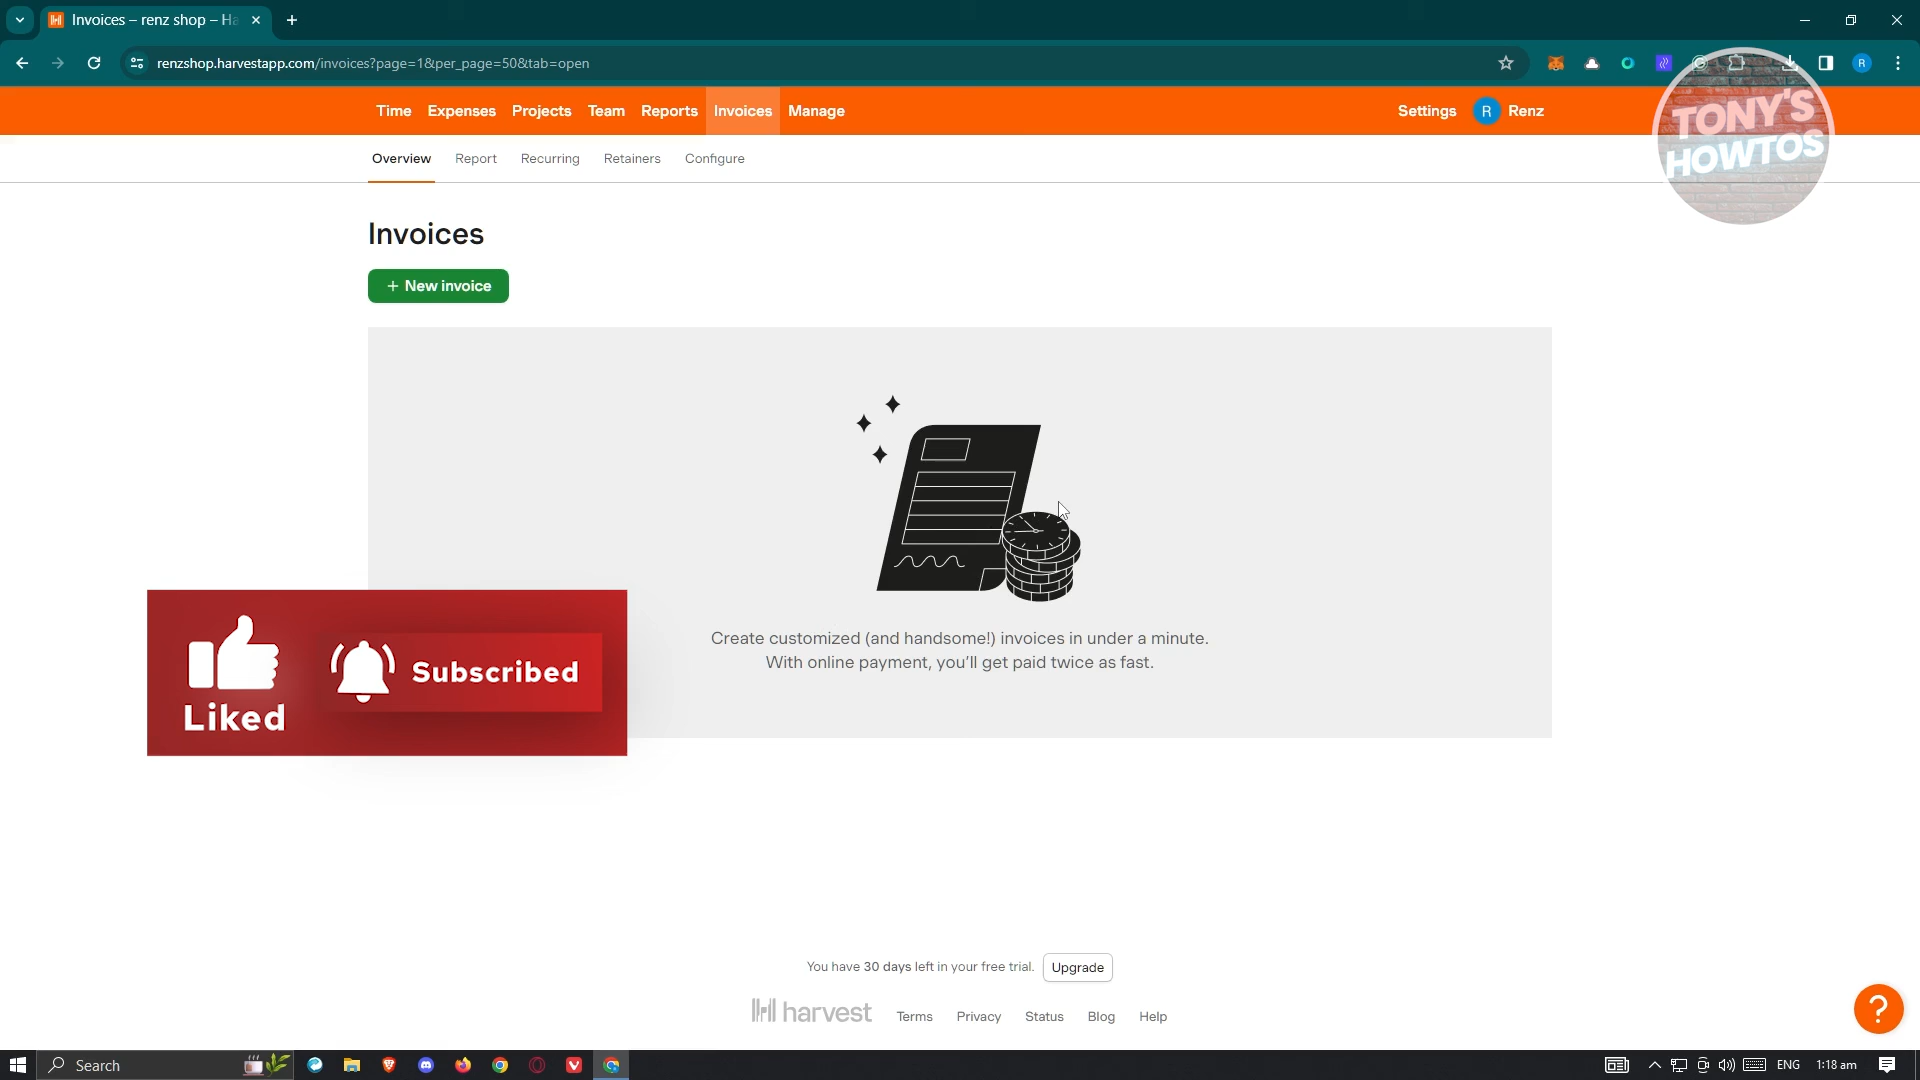 Invoices – renz shop – Ha
renzshop.harvestapp.com/invoices?page=1&per_page=50&tab=open
R
Time Expenses Projects Team Reports Invoices Manage Settings R Renz
TONY'S
HOWTOS
Overview Report Recurring Retainers Configure
Invoices
+ New invoice
Create customized (and handsome!) invoices in under a minute.
With online payment, you'll get paid twice as fast.
Liked
Subscribed
You have 30 days left in your free trial. Upgrade
harvest Terms Privacy Status Blog Help
?
Search ENG 1:18 am